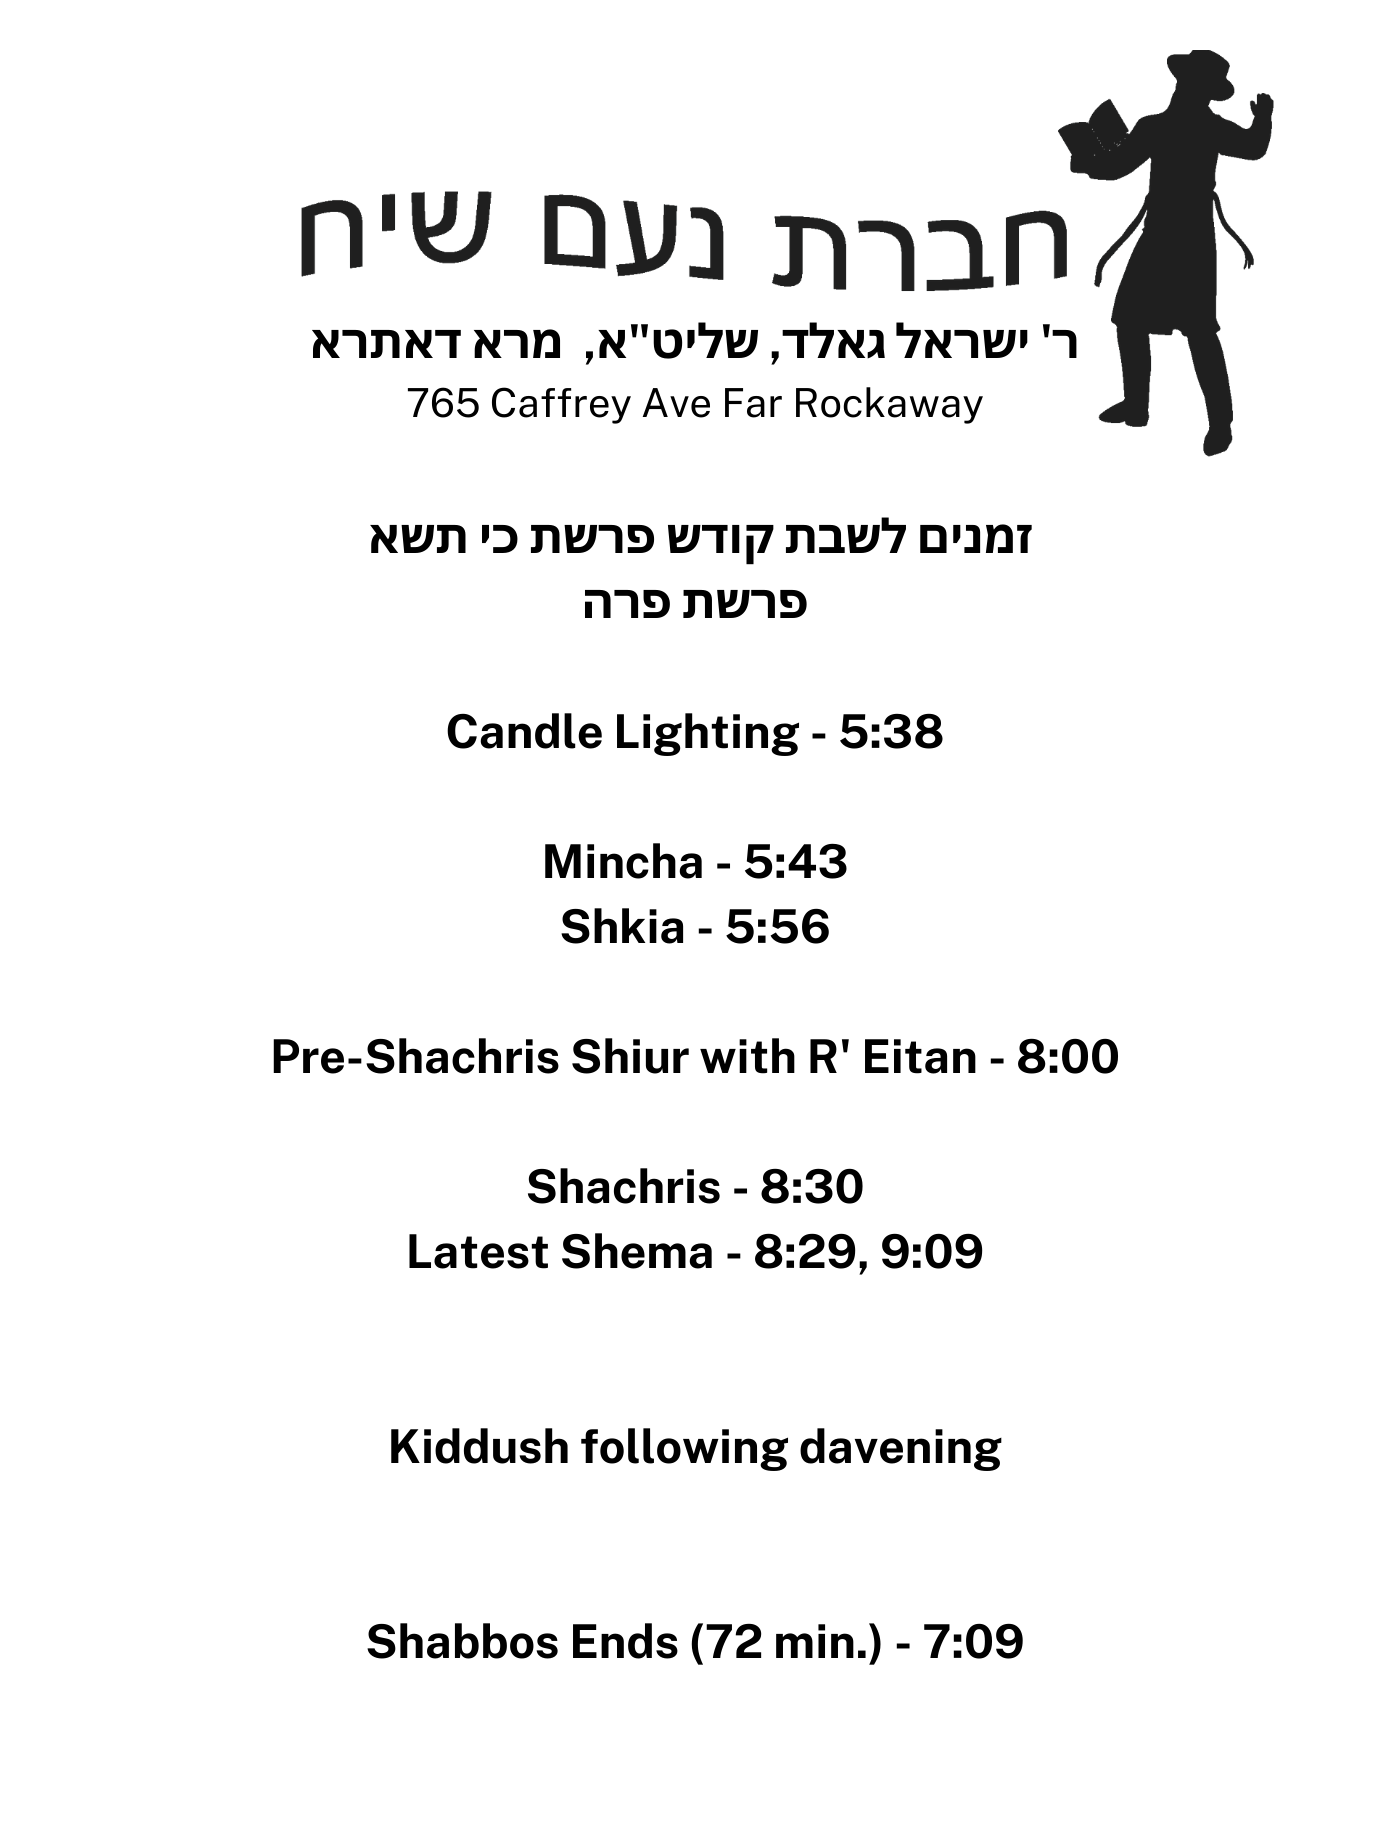 חברת נעם שיח
ר' ישראל גאלד, שליט"א, מרא דאתרא
765 Caffrey Ave Far Rockaway
זמנים לשבת קודש פרשת כי תשא
פרשת פרה
Candle Lighting - 5:38
Mincha - 5:43
Shkia - 5:56
Pre-Shachris Shiur with R' Eitan - 8:00
Shachris - 8:30
Latest Shema - 8:29, 9:09
Kiddush following davening
Shabbos Ends (72 min.) - 7:09